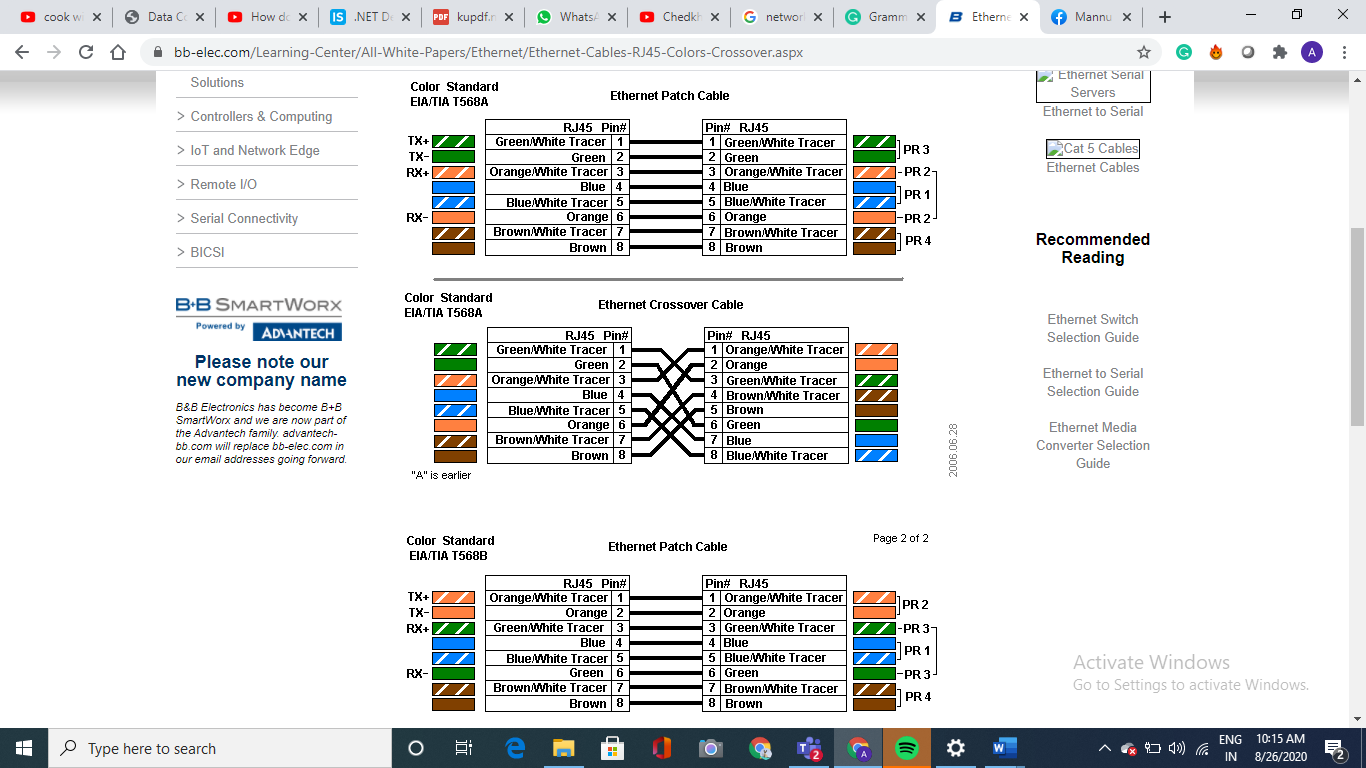 cook w
Data Co
How do
.NET De
kupdf.n
WhatsA
Chedkh
network
Gramm
Etherne
Mannu
bb-elec.com/Learning-Center/All-White-Papers/Ethernet/Ethernet-Cables-RJ45-Colors-Crossover.aspx
A
Solutions
> Controllers & Computing
> IoT and Network Edge
> Remote I/O
> Serial Connectivity
> BICSI
B+B SMARTWORX
Powered by ADVANTECH
Please note our
new company name
B&B Electronics has become B+B
SmartWorx and we are now part of
the Advantech family. advantech-
bb.com will replace bb-elec.com in
our email addresses going forward.
Color Standard
EIA/TIA T568A
Ethernet Patch Cable
RJ45 Pin# Pin# RJ45
TX+ Green/White Tracer 1 1 Green/White Tracer PR 3
TX- Green 2 2 Green
RX+ Orange/White Tracer 3 3 Orange/White Tracer PR 2
Blue 4 4 Blue PR 1
Blue/White Tracer 5 5 Blue/White Tracer
RX- Orange 6 6 Orange PR 2
Brown/White Tracer 7 7 Brown/White Tracer PR 4
Brown 8 8 Brown
Color Standard
EIA/TIA T568A
Ethernet Crossover Cable
RJ45 Pin# Pin# RJ45
Green/White Tracer 1 1 Orange/White Tracer
Green 2 2 Orange
Orange/White Tracer 3 3 Green/White Tracer
Blue 4 4 Brown/White Tracer
Blue/White Tracer 5 5 Brown
Orange 6 6 Green
Brown/White Tracer 7 7 Blue
Brown 8 8 Blue/White Tracer
"A" is earlier
2006.06.28
Color Standard
EIA/TIA T568B
Ethernet Patch Cable
Page 2 of 2
RJ45 Pin# Pin# RJ45
TX+ Orange/White Tracer 1 1 Orange/White Tracer PR 2
TX- Orange 2 2 Orange
RX+ Green/White Tracer 3 3 Green/White Tracer PR 3
Blue 4 4 Blue PR 1
Blue/White Tracer 5 5 Blue/White Tracer
RX- Green 6 6 Green PR 3
Brown/White Tracer 7 7 Brown/White Tracer PR 4
Brown 8 8 Brown
Ethernet Serial
Servers
Ethernet to Serial
Cat 5 Cables
Ethernet Cables
Recommended
Reading
Ethernet Switch
Selection Guide
Ethernet to Serial
Selection Guide
Ethernet Media
Converter Selection
Guide
Activate Windows
Go to Settings to activate Windows.
Type here to search
ENG
IN
10:15 AM
8/26/2020
2